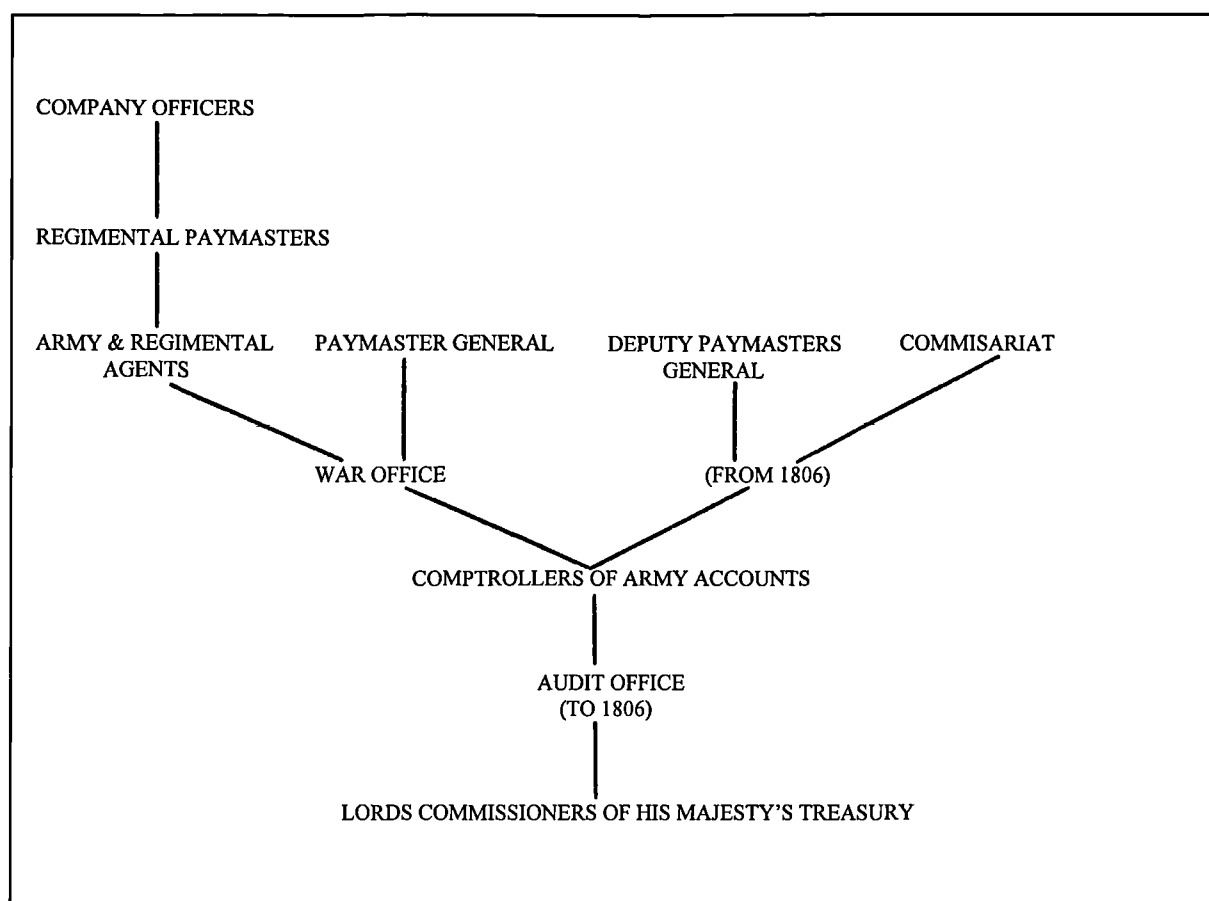 COMPANY OFFICERS
REGIMENTAL PAYMASTERS
ARMY & REGIMENTAL
AGENTS
PAYMASTER GENERAL
DEPUTY PAYMASTERS
GENERAL
COMMISARIAT
WAR OFFICE
(FROM 1806)
COMPTROLLERS OF ARMY ACCOUNTS
AUDIT OFFICE
(TO 1806)
LORDS COMMISSIONERS OF HIS MAJESTY'S TREASURY